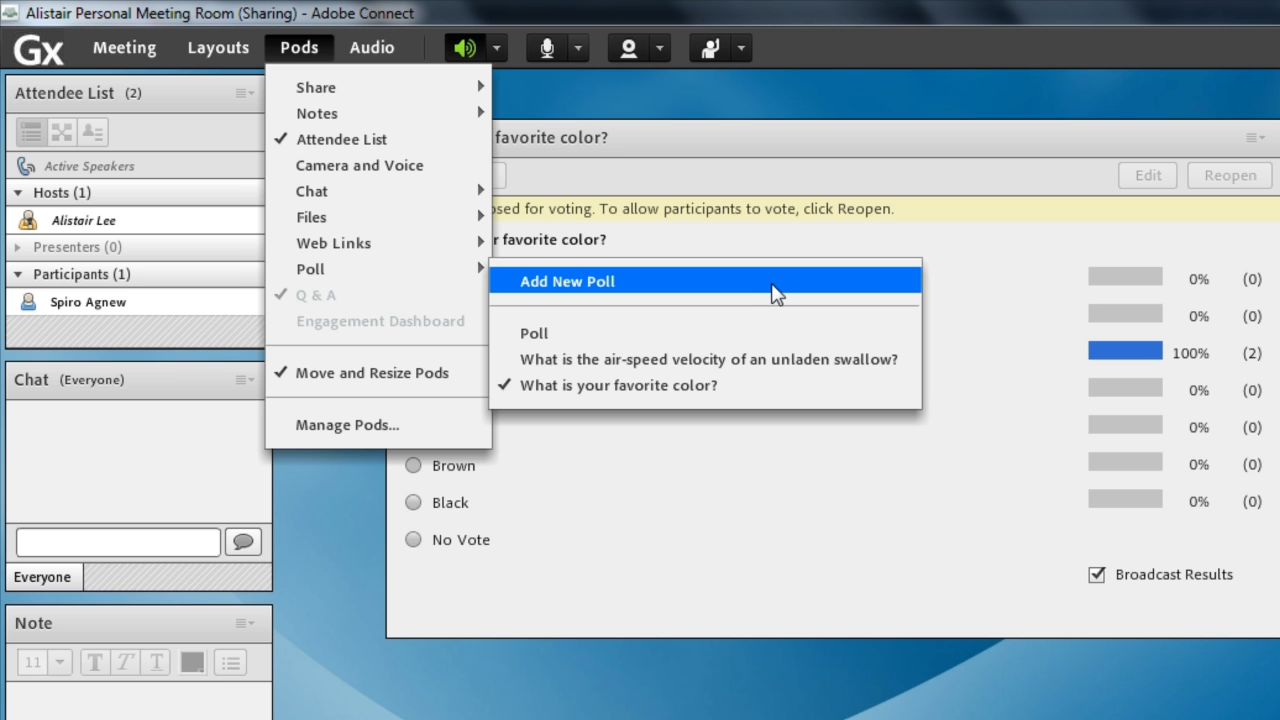 Alistair Personal Meeting Room (Sharing) - Adobe Connect
Gx Meeting Layouts Pods Audio
Attendee List (2)
Active Speakers
Hosts (1)
Alistair Lee
Presenters (0)
Participants (1)
Spiro Agnew
Chat (Everyone)
Everyone
Note
11 T T T
Share
Notes
Attendee List
Camera and Voice
Chat
Files
Web Links
Poll
Q & A
Engagement Dashboard
Move and Resize Pods
Manage Pods...
Add New Poll
Poll
What is the air-speed velocity of an unladen swallow?
What is your favorite color?
favorite color?
Edit Reopen
for voting. To allow participants to vote, click Reopen.
favorite color?
0% (0)
0% (0)
100% (2)
0% (0)
0% (0)
Brown 0% (0)
Black 0% (0)
No Vote
Broadcast Results